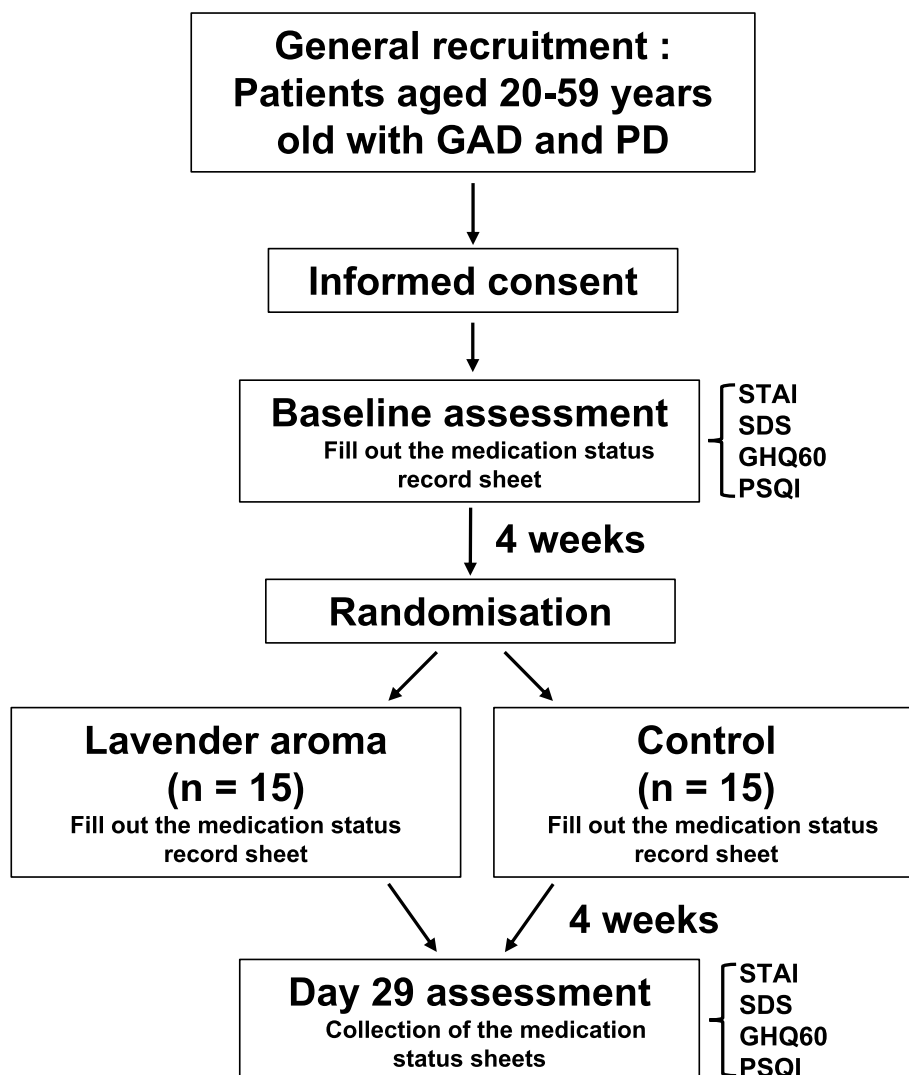 General recruitment :
Patients aged 20-59 years
old with GAD and PD
Informed consent
Baseline assessment
Fill out the medication status
record sheet
STAI
SDS
GHQ60
PSQI
4 weeks
Randomisation
Lavender aroma
(n = 15)
Fill out the medication status
record sheet
Control
(n = 15)
Fill out the medication status
record sheet
4 weeks
Day 29 assessment
Collection of the medication
status sheets
STAI
SDS
GHQ60
PSQI